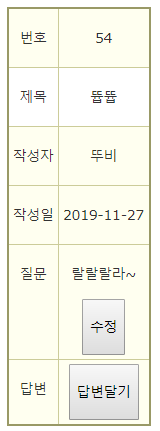 번호 54
제목 뜹뜹
작성자 뚜비
작성일 2019-11-27
질문 랄랄랄라~
수정
답변 답변달기